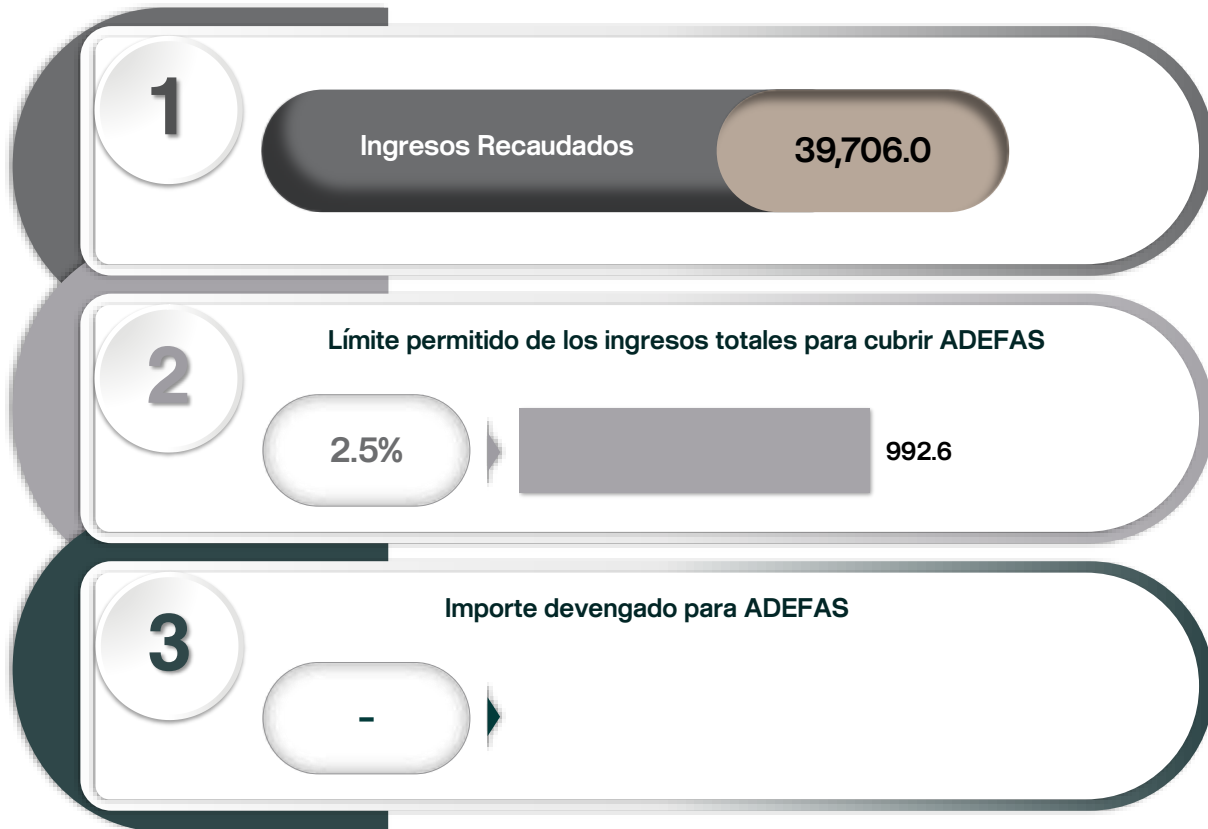 1
Ingresos Recaudados
39,706.0
2
Límite permitido de los ingresos totales para cubrir ADEFAS
2.5%
992.6
3
Importe devengado para ADEFAS
-